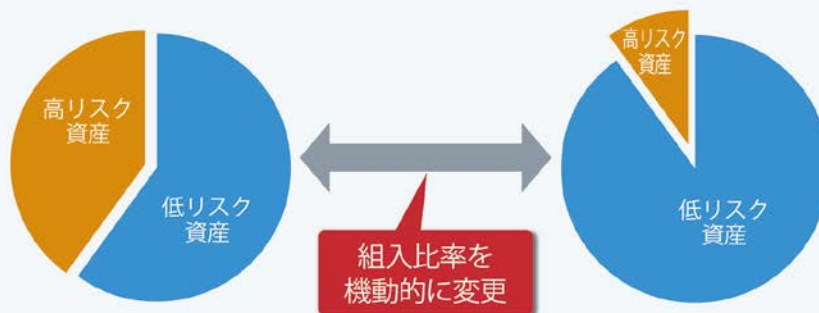 高リスク
資産
低リスク
資産
組入比率を
機動的に変更
高リスク
資産
低リスク
資産